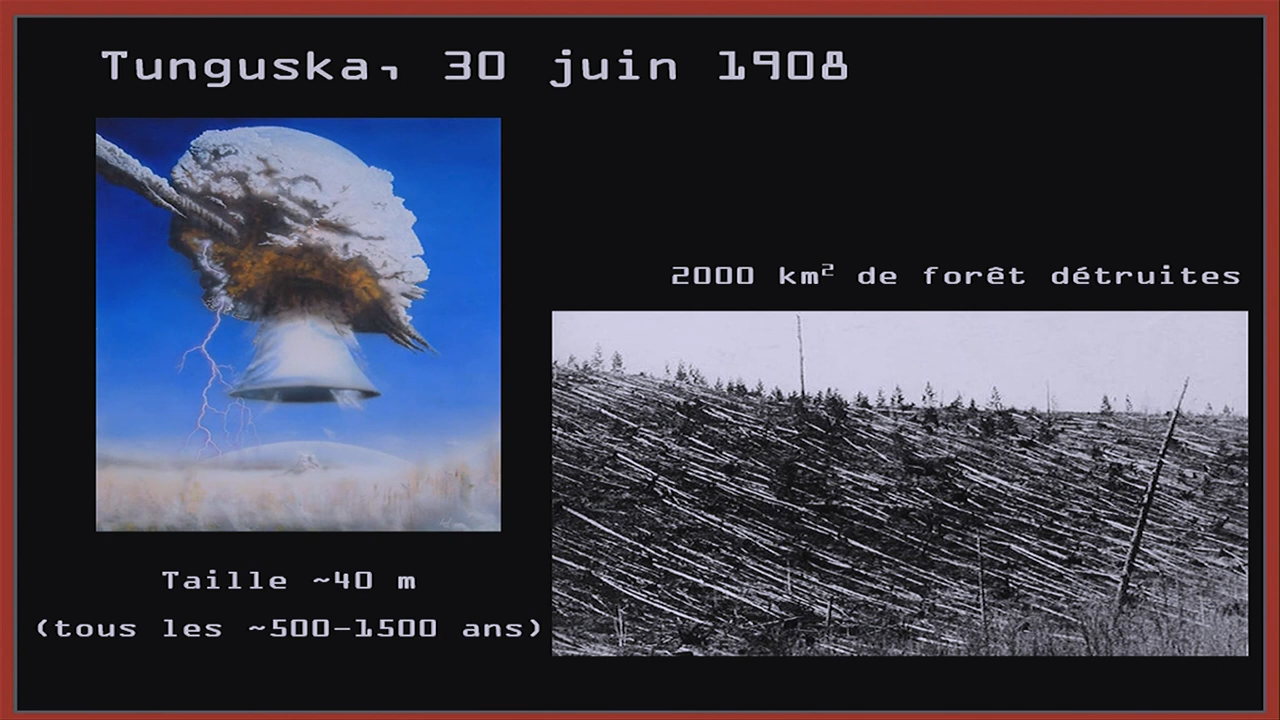 Tunguska, 30 juin 1908
2000 km² de forêt détruites
Taille ~40 m
(tous les ~500-1500 ans)